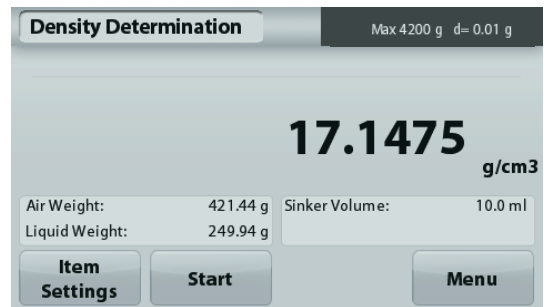 Density Determination
Max 4200 g d= 0.01 g
17.1475
g/cm3
Air Weight: 421.44 g
Liquid Weight: 249.94 g
Sinker Volume: 10.0 ml
Item
Settings
Start
Menu